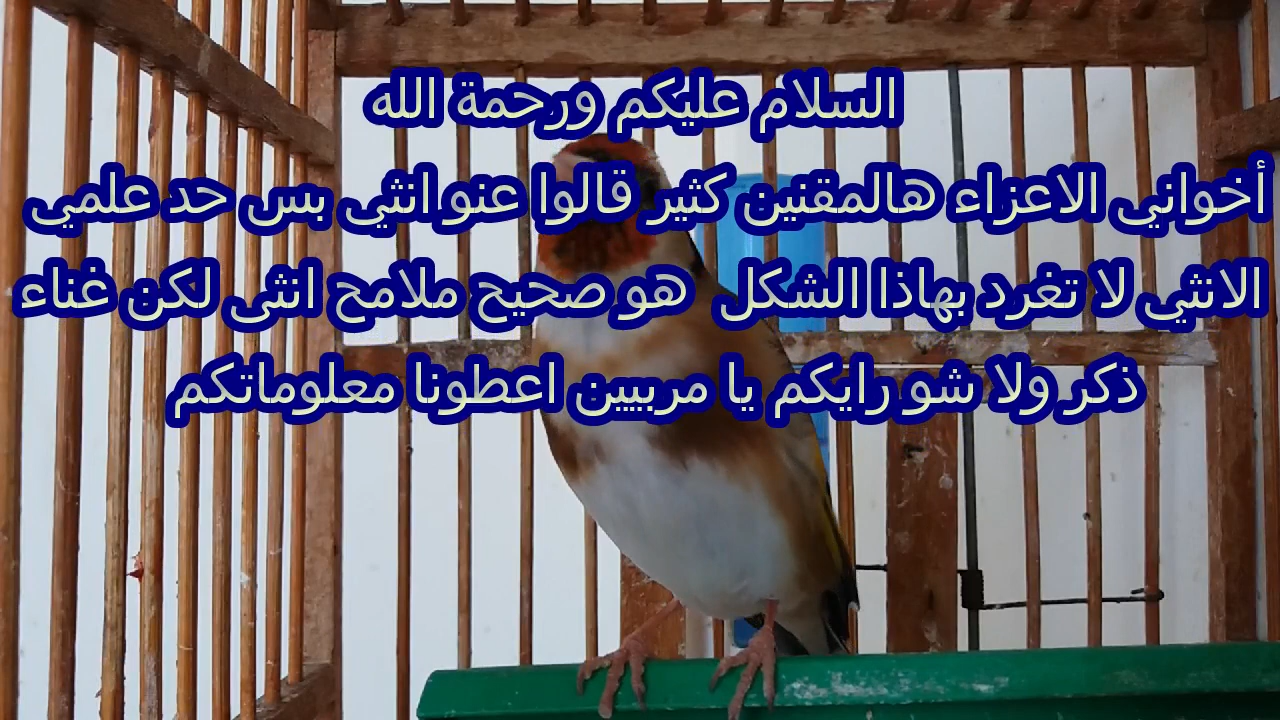 السلام عليكم ورحمة الله
أخواني الاعزاء هالمقنين كثير قالوا عنو انثي بس حد علمي
الانثي لا تغرد بهاذا الشكل هو صحيح ملامح انثى لكن غناء
ذكر ولا شو رايكم يا مربيين اعطونا معلوماتكم